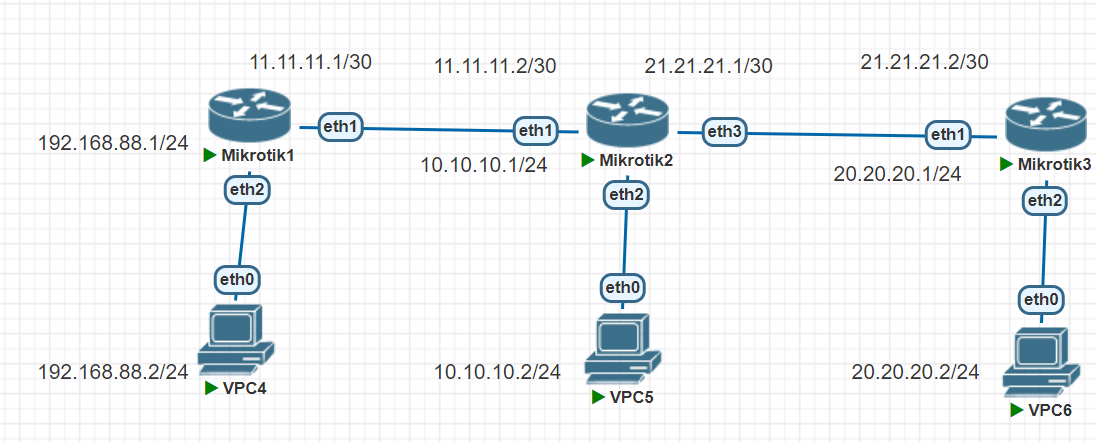 11.11.11.1/30
11.11.11.2/30
21.21.21.1/30
21.21.21.2/30
eth1
eth1
eth3
eth1
192.168.88.1/24
Mikrotik1
10.10.10.1/24
Mikrotik2
20.20.20.1/24
Mikrotik3
eth2
eth2
eth2
eth0
eth0
eth0
192.168.88.2/24
VPC4
10.10.10.2/24
VPC5
20.20.20.2/24
VPC6